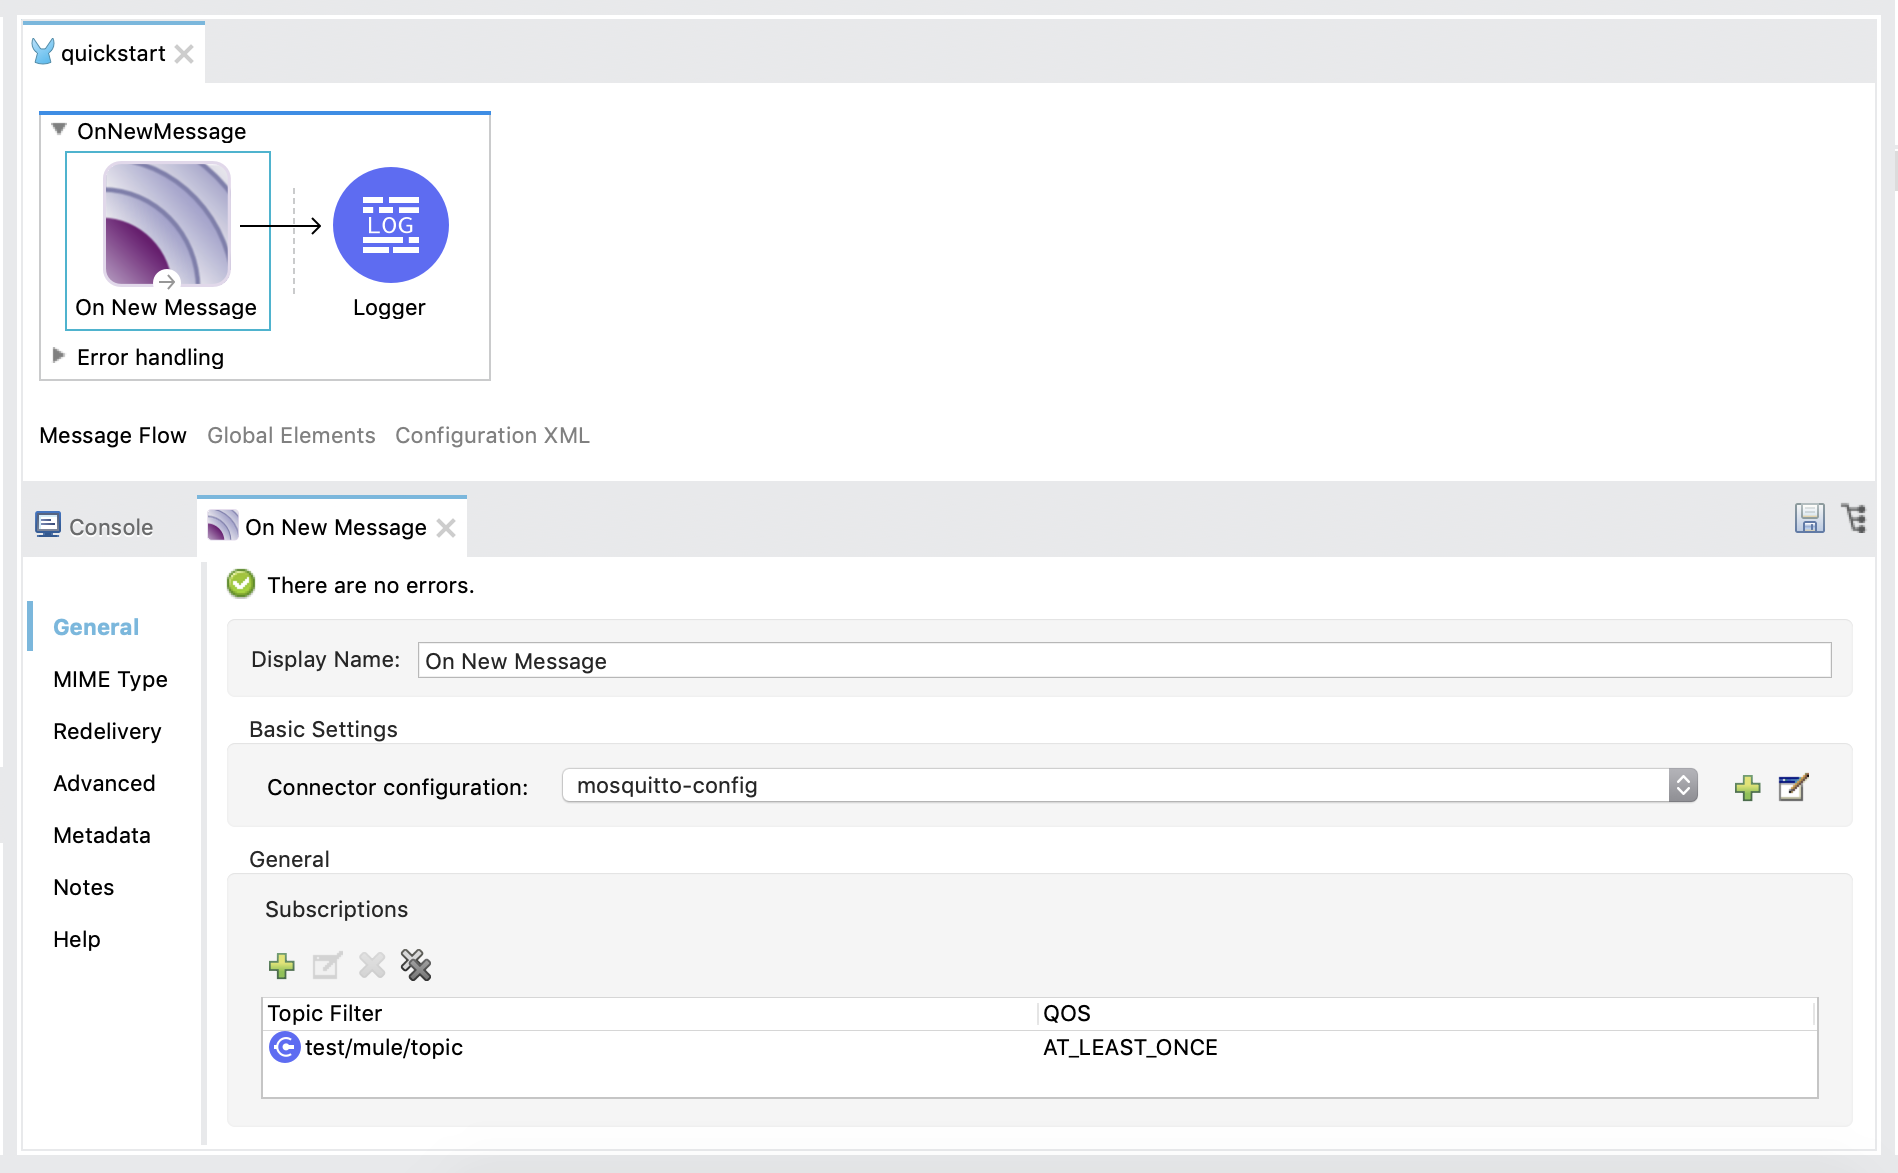 quickstart
OnNewMessage
LOG
On New Message
Logger
Error handling
Message Flow Global Elements Configuration XML
Console On New Message
There are no errors.
General
Display Name: On New Message
MIME Type
Redelivery
Basic Settings
Advanced
Connector configuration: mosquitto-config
Metadata
General
Notes
Subscriptions
Help
Topic Filter QOS
test/mule/topic AT_LEAST_ONCE